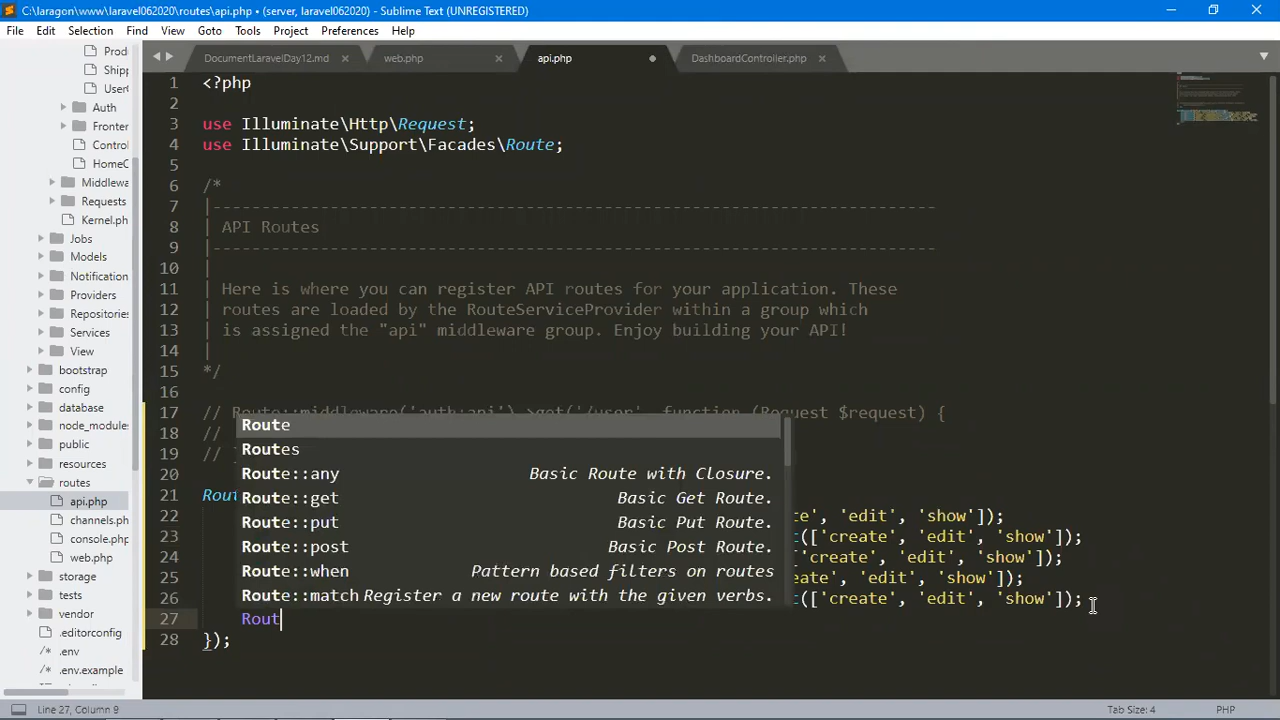 C:\laragon\www\laravel062020\routes\api.php • (server, laravel062020) - Sublime Text (UNREGISTERED)
File Edit Selection Find View Goto Tools Project Preferences Help
DocumentLaravelDay12.md web.php api.php DashboardController.php
Prod
Shipp
UserC
Auth
Fronter
Control
HomeC
Middlewa
Requests
Kernel.ph
Jobs
Models
Notification
Providers
Repositories
Services
View
bootstrap
config
database
node_modules
public
resources
routes
api.php
channels.ph
console.php
web.php
storage
tests
vendor
.editorconfig
.env
.env.example
1 <?php
2
3 use Illuminate\Http\Request;
4 use Illuminate\Support\Facades\Route;
5
6 /*
7 |--------------------------------------------------------------------------
8 | API Routes
9 |--------------------------------------------------------------------------
10 |
11 | Here is where you can register API routes for your application. These
12 | routes are loaded by the RouteServiceProvider within a group which
13 | is assigned the "api" middleware group. Enjoy building your API!
14 |
15 */
16
17 // Route::middleware('auth:api')->get('/user', function (Request $request) {
18 //
19 // }
20
21 Rou
22 te', 'edit', 'show']);
23 t(['create', 'edit', 'show']);
24 ['create', 'edit', 'show']);
25 eate', 'edit', 'show']);
26 t(['create', 'edit', 'show']);
27 Rout
28 });
Route
Routes
Route::any Basic Route with Closure.
Route::get Basic Get Route.
Route::put Basic Put Route.
Route::post Basic Post Route.
Route::when Pattern based filters on routes
Route::match Register a new route with the given verbs.
Line 27, Column 9 Tab Size: 4 PHP